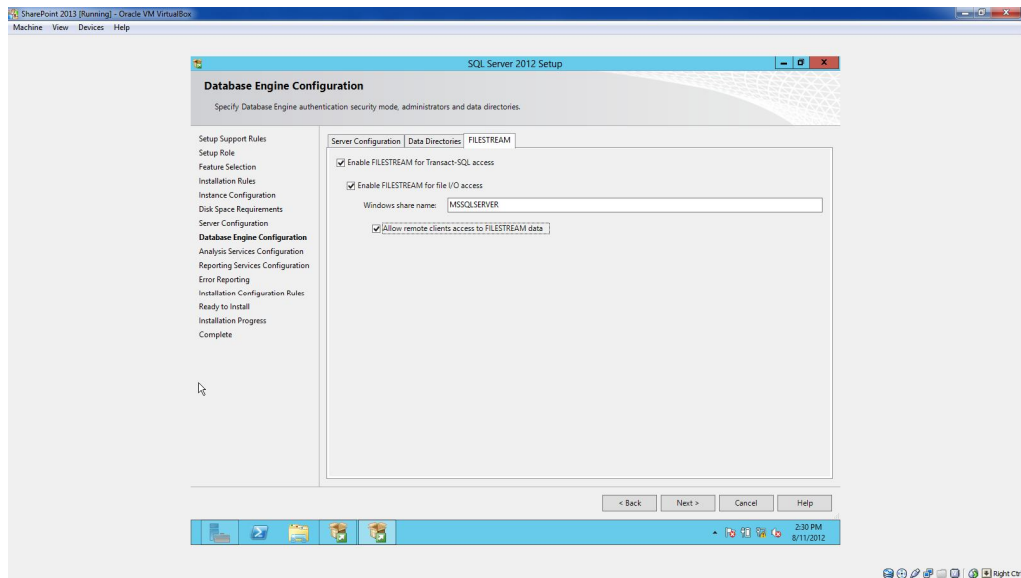 SharePoint 2013 [Running] - Oracle VM VirtualBox
Machine View Devices Help
SQL Server 2012 Setup
Database Engine Configuration
Specify Database Engine authentication security mode, administrators and data directories.
Setup Support Rules
Setup Role
Feature Selection
Installation Rules
Instance Configuration
Disk Space Requirements
Server Configuration
Database Engine Configuration
Analysis Services Configuration
Reporting Services Configuration
Error Reporting
Installation Configuration Rules
Ready to Install
Installation Progress
Complete
Server Configuration Data Directories FILESTREAM
Enable FILESTREAM for Transact-SQL access
Enable FILESTREAM for file I/O access
Windows share name: MSSQLSERVER
Allow remote clients access to FILESTREAM data
< Back Next > Cancel Help
2:30 PM
8/11/2012
Right Ctr